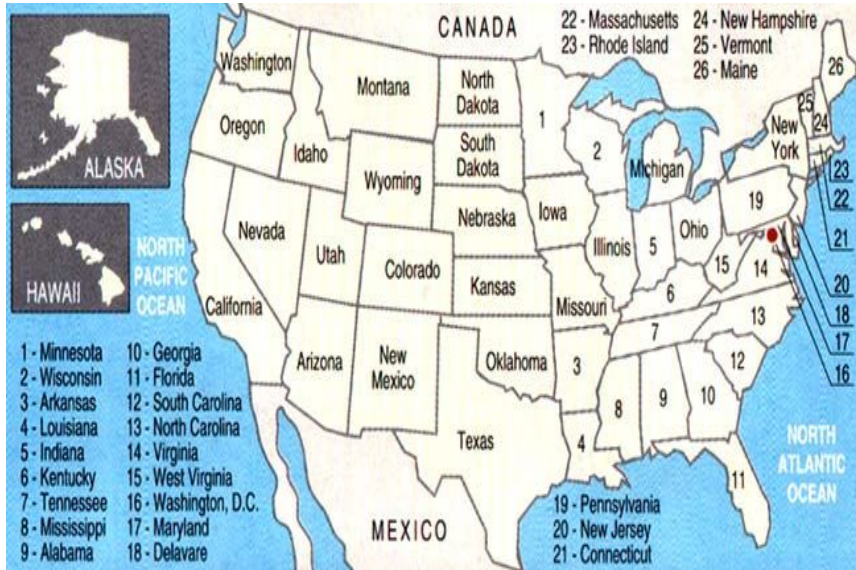 CANADA
22 - Massachusetts
23 - Rhode Island
24 - New Hampshire
25 - Vermont
26 - Maine
ALASKA
HAWAII
NORTH
PACIFIC
OCEAN
Washington
Oregon
Idaho
Montana
North
Dakota
South
Dakota
Wyoming
Nebraska
Nevada
Utah
Colorado
Kansas
California
Arizona
New
Mexico
Oklahoma
Texas
Iowa
Missouri
Illinois
Michigan
Ohio
New
York
1
2
3
4
5
6
7
8
9
10
11
12
13
14
15
19
24
25
26
23
22
21
20
18
17
16
1 - Minnesota
2 - Wisconsin
3 - Arkansas
4 - Louisiana
5 - Indiana
6 - Kentucky
7 - Tennessee
8 - Mississippi
9 - Alabama
10 - Georgia
11 - Florida
12 - South Carolina
13 - North Carolina
14 - Virginia
15 - West Virginia
16 - Washington, D.C.
17 - Maryland
18 - Delavare
MEXICO
19 - Pennsylvania
20 - New Jersey
21 - Connecticut
NORTH
ATLANTIC
OCEAN